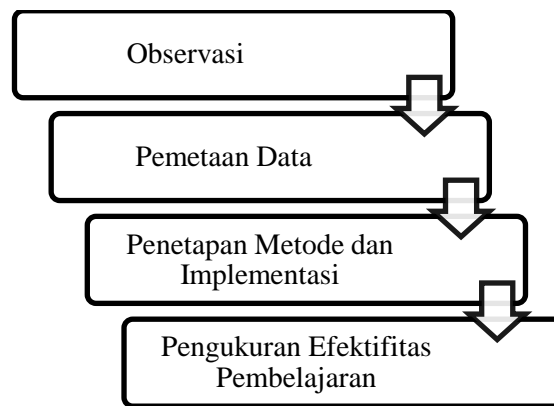 Observasi
Pemetaan Data
Penetapan Metode dan
Implementasi
Pengukuran Efektifitas
Pembelajaran